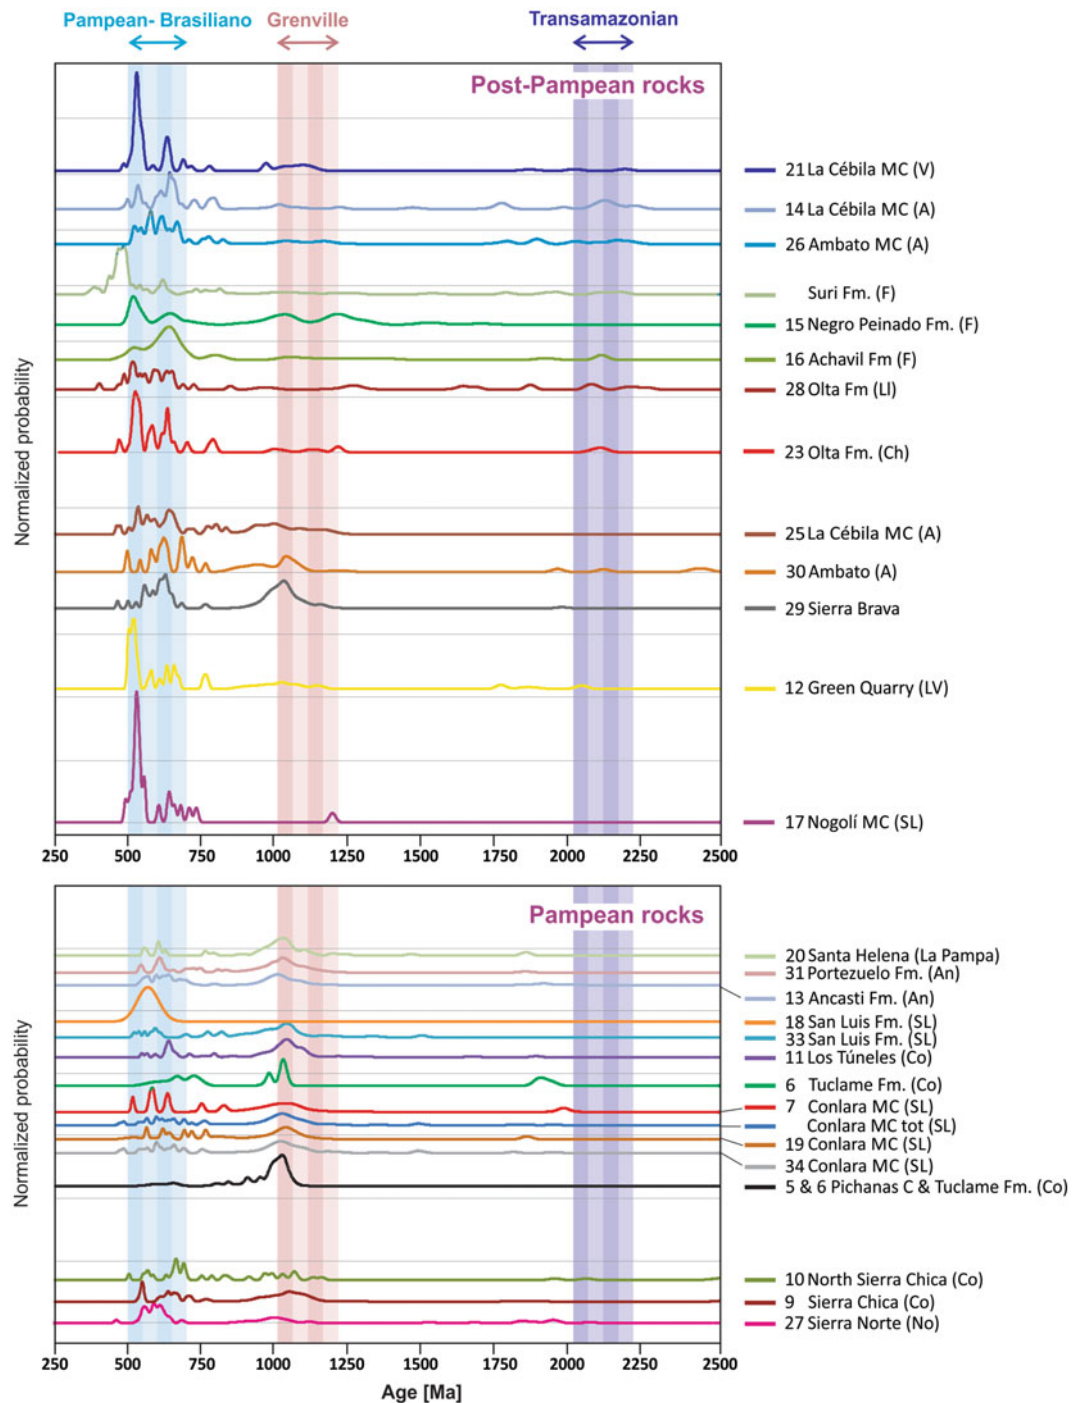 Pampean- Brasiliano Grenville Transamazonian
Post-Pampean rocks
21 La Cébila MC (V)
14 La Cébila MC (A)
26 Ambato MC (A)
Suri Fm. (F)
15 Negro Peinado Fm. (F)
16 Achavil Fm (F)
28 Olta Fm (Ll)
23 Olta Fm. (Ch)
25 La Cébila MC (A)
30 Ambato (A)
29 Sierra Brava
12 Green Quarry (LV)
17 Nogolí MC (SL)
Normalized probability
250 500 750 1000 1250 1500 1750 2000 2250 2500
Pampean rocks
20 Santa Helena (La Pampa)
31 Portezuelo Fm. (An)
13 Ancasti Fm. (An)
18 San Luis Fm. (SL)
33 San Luis Fm. (SL)
11 Los Túneles (Co)
6 Tuclame Fm. (Co)
7 Conlara MC (SL)
Conlara MC tot (SL)
19 Conlara MC (SL)
34 Conlara MC (SL)
5 & 6 Pichanas C & Tuclame Fm. (Co)
10 North Sierra Chica (Co)
9 Sierra Chica (Co)
27 Sierra Norte (No)
Normalized probability
250 500 750 1000 1250 1500 1750 2000 2250 2500
Age [Ma]